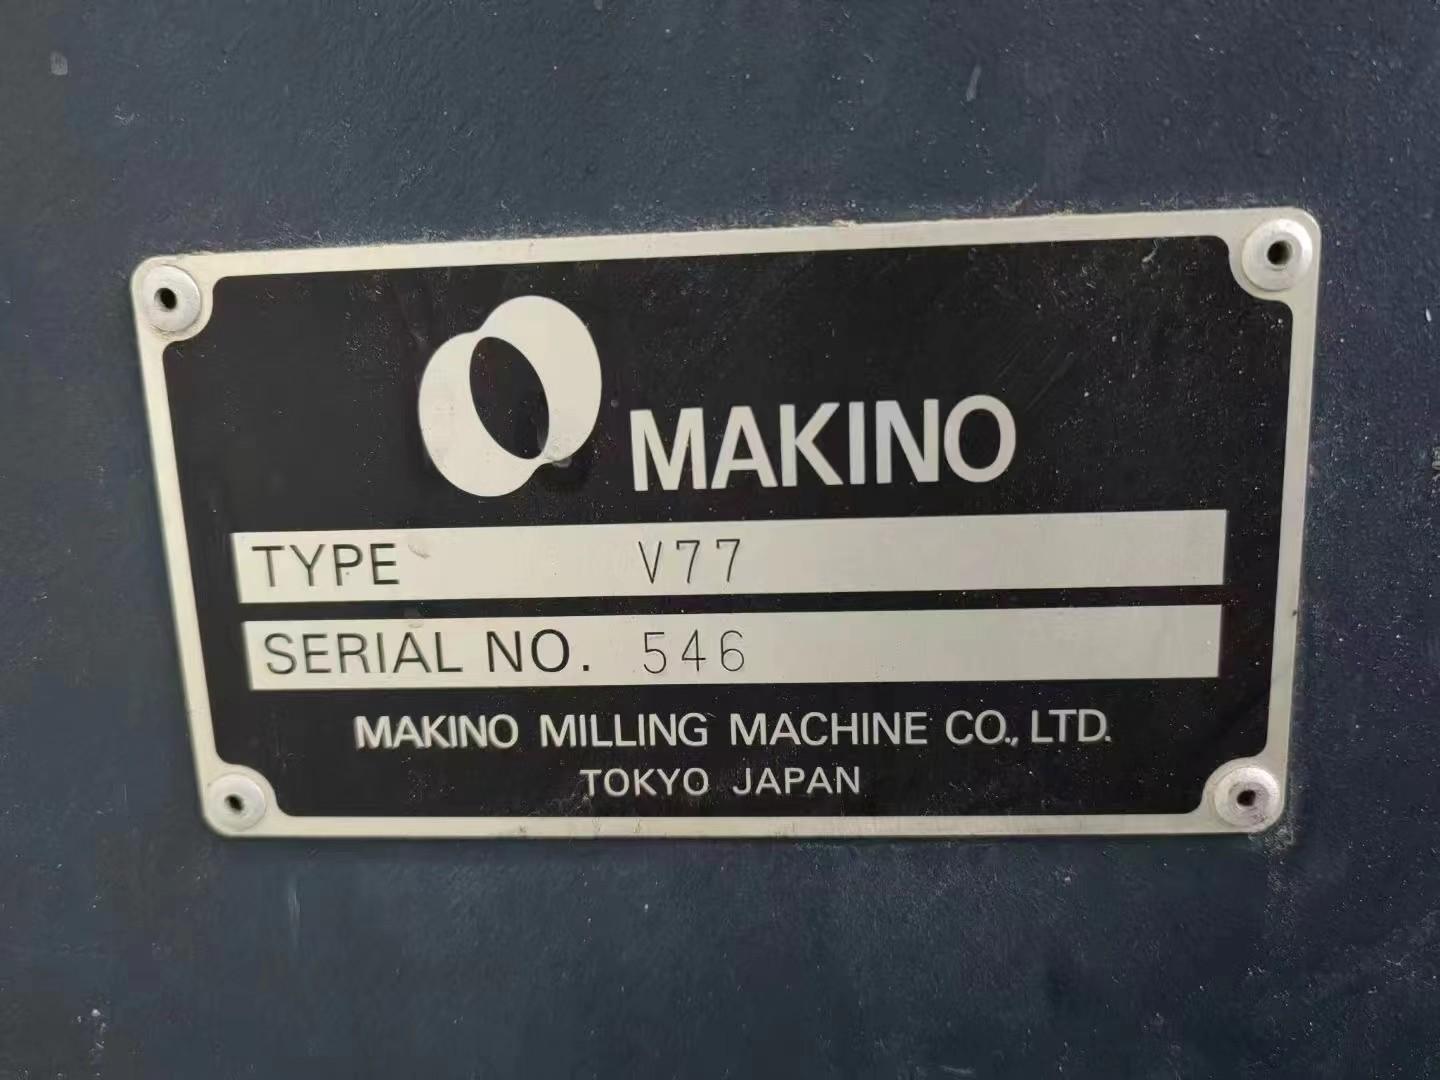 MAKINO
TYPE V77
SERIAL NO. 546
MAKINO MILLING MACHINE CO., LTD.
TOKYO JAPAN